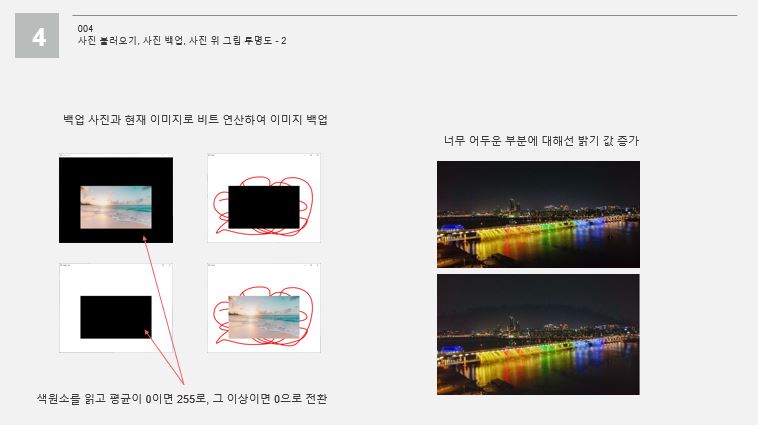 4
004
사진 불러오기, 사진 백업, 사진 위 그림 투명도 - 2
백업 사진과 현재 이미지로 비트 연산하여 이미지 백업
너무 어두운 부분에 대해선 밝기 값 증가
색원소를 읽고 평균이 0이면 255로, 그 이상이면 0으로 전환